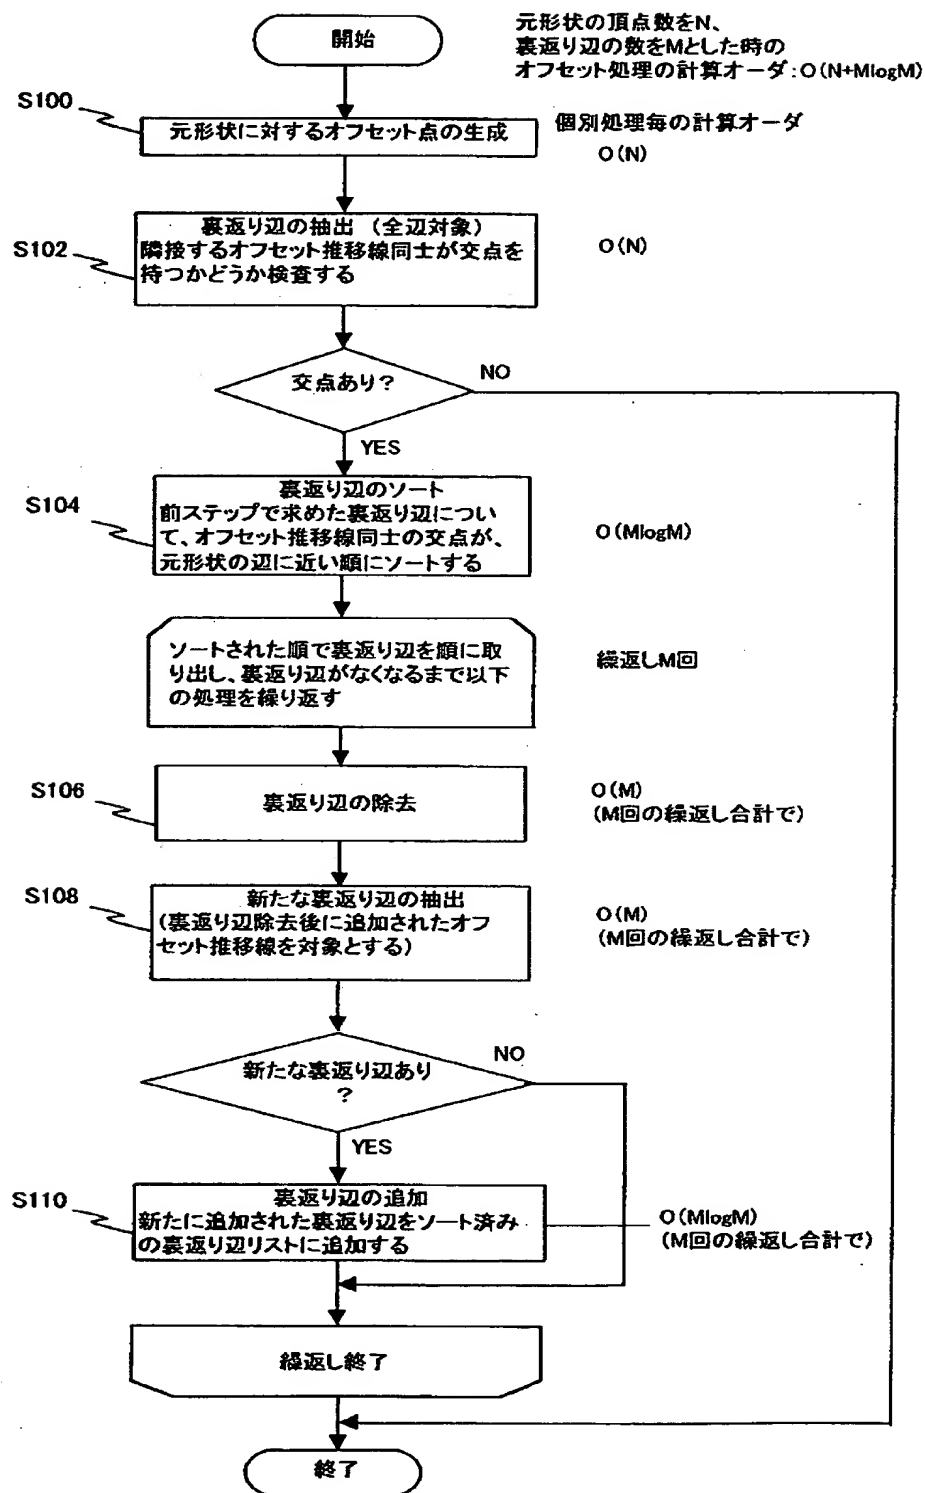 開始
元形状の頂点数をN、
裏返り辺の数をMとした時の
オフセット処理の計算オーダ:O(N+MlogM)
S100
元形状に対するオフセット点の生成
個別処理毎の計算オーダ
O(N)
S102
裏返り辺の抽出 (全辺対象)
隣接するオフセット推移線同士が交点を
持つかどうか検査する
O(N)
交点あり?
NO
YES
S104
裏返り辺のソート
前ステップで求めた裏返り辺につい
て、オフセット推移線同士の交点が、
元形状の辺に近い順にソートする
O(MlogM)
ソートされた順で裏返り辺を順に取
り出し、裏返り辺がなくなるまで以下
の処理を繰り返す
繰返しM回
S106
裏返り辺の除去
O(M)
(M回の繰返し合計で)
S108
新たな裏返り辺の抽出
(裏返り辺除去後に追加されたオフ
セット推移線を対象とする)
O(M)
(M回の繰返し合計で)
新たな裏返り辺あり
?
NO
YES
S110
裏返り辺の追加
新たに追加された裏返り辺をソート済み
の裏返り辺リストに追加する
O(MlogM)
(M回の繰返し合計で)
繰返し終了
終了